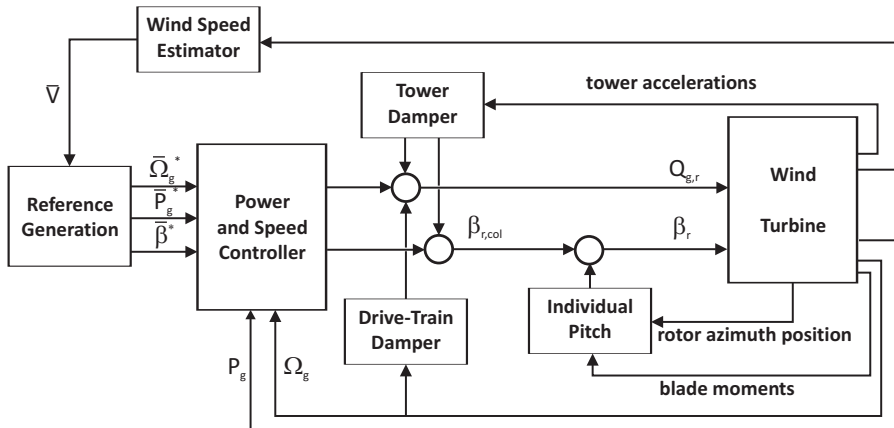 Wind Speed
Estimator
V̅
tower accelerations
Tower
Damper
Ω̅g*
P̅g*
β̅*
Reference
Generation
Power
and Speed
Controller
Qg,r
Wind
Turbine
βr,col
βr
Drive-Train
Damper
Individual
Pitch
rotor azimuth position
Pg
Ωg
blade moments